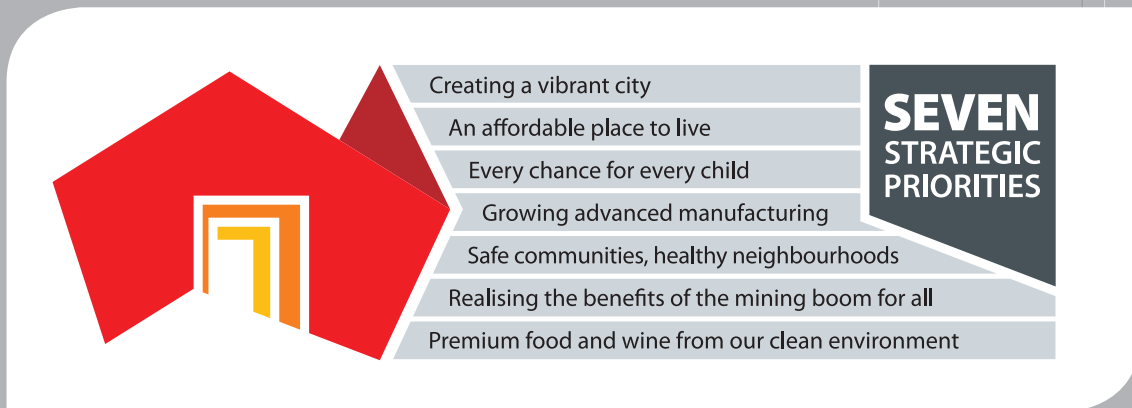 Creating a vibrant city
An affordable place to live
Every chance for every child
Growing advanced manufacturing
Safe communities, healthy neighbourhoods
Realising the benefits of the mining boom for all
Premium food and wine from our clean environment
SEVEN
STRATEGIC
PRIORITIES